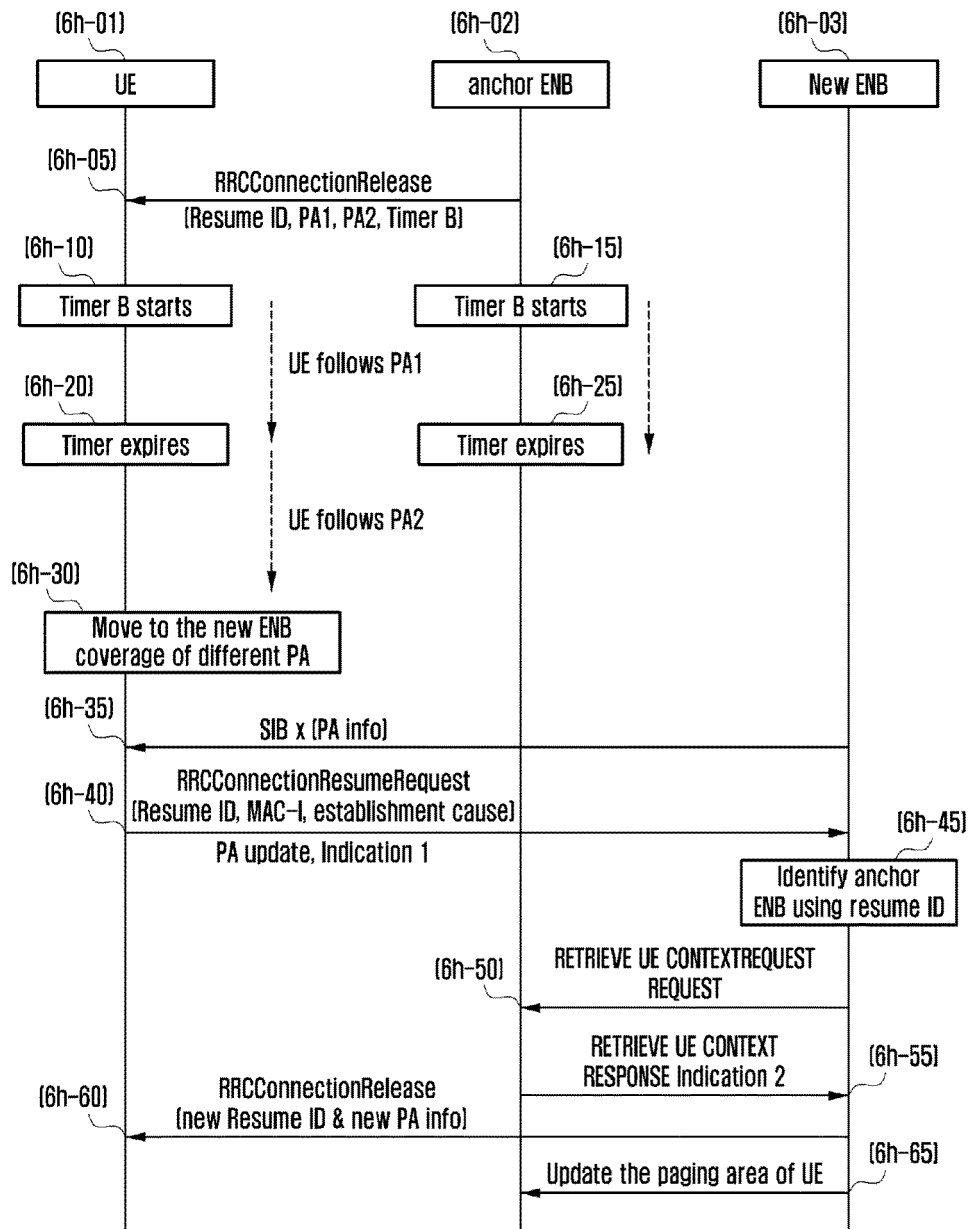 [6h-01]
[6h-02]
[6h-03]
UE
anchor ENB
New ENB
[6h-05]
RRCConnectionRelease
[Resume ID, PA1, PA2, Timer B]
[6h-10]
[6h-15]
Timer B starts
Timer B starts
UE follows PA1
[6h-20]
[6h-25]
Timer expires
Timer expires
UE follows PA2
[6h-30]
Move to the new ENB
coverage of different PA
[6h-35]
SIB x [PA info]
RRCConnectionResumeRequest
[6h-40]
[Resume ID, MAC-I, establishment cause]
PA update, Indication 1
[6h-45]
Identify anchor
ENB using resume ID
[6h-50]
RETRIEVE UE CONTEXTREQUEST
REQUEST
RETRIEVE UE CONTEXT
RESPONSE Indication 2
[6h-55]
[6h-60]
RRCConnectionRelease
[new Resume ID & new PA info]
[6h-65]
Update the paging area of UE